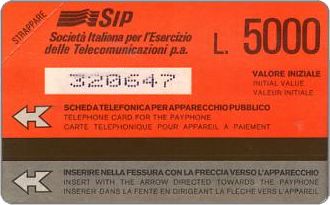 STRAPPARE
SIP
Società Italiana per l'Esercizio
delle Telecomunicazioni p.a.
L. 5000
320647
VALORE INIZIALE
INITIAL VALUE
VALEUR INITIALE
SCHEDA TELEFONICA PER APPARECCHIO PUBBLICO
TELEPHONE CARD FOR THE PAYPHONE
CARTE TELEPHONIQUE POUR APPAREIL A PAIEMENT
INSERIRE NELLA FESSURA CON LA FRECCIA VERSO L'APPARECCHIO
INSERT WITH THE ARROW DIRECTED TOWARDS THE PAYPHONE
INSERER DANS LA FENTE EN DIRIGEANT LA FLECHE VERS L'APPAREIL